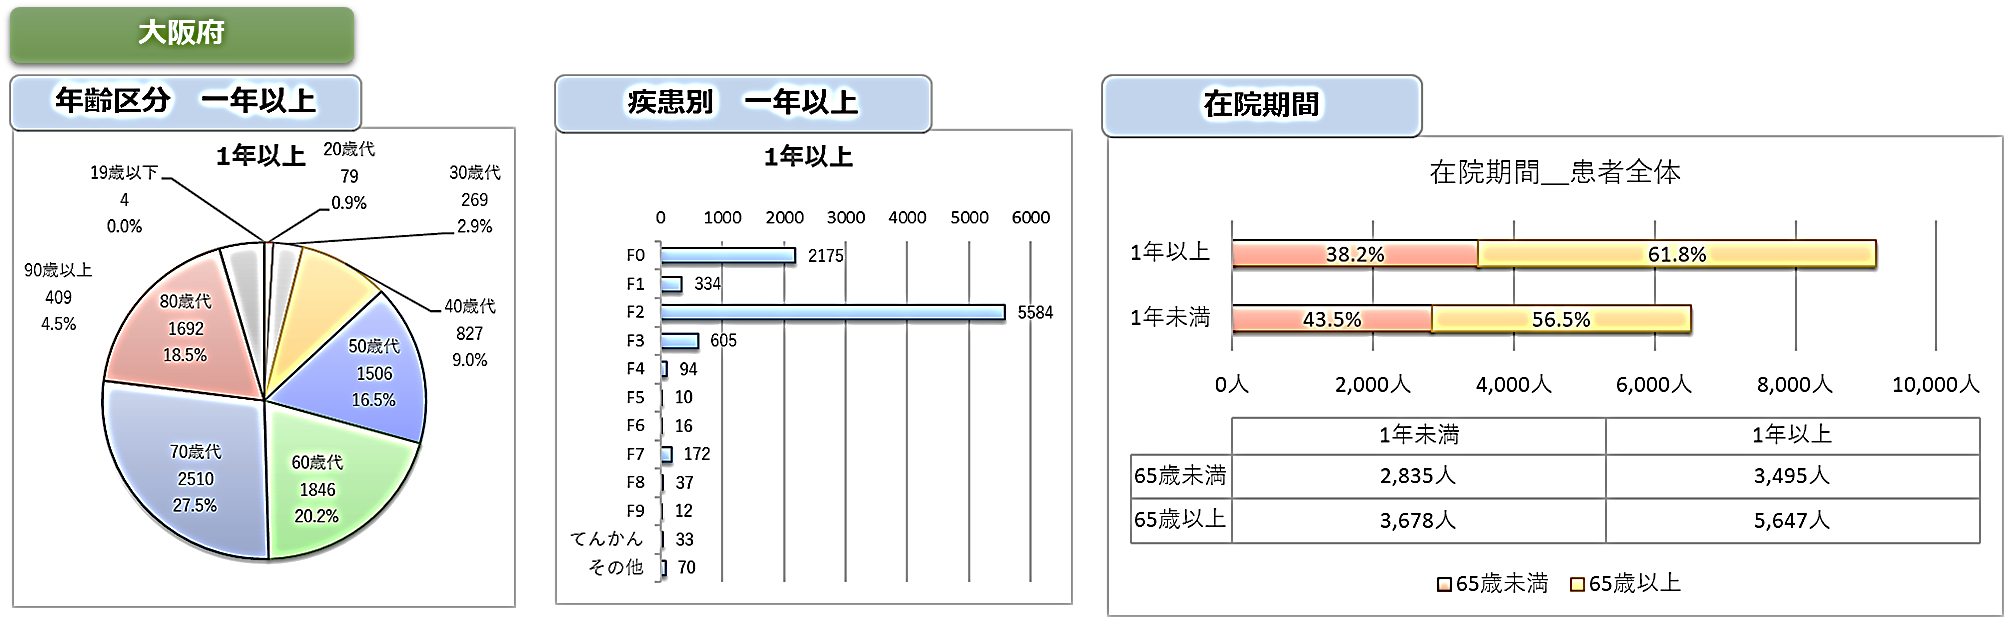 大阪府
年齢区分　一年以上
1年以上
19歳以下
4
0.0%
20歳代
79
0.9%
30歳代
269
2.9%
40歳代
827
9.0%
50歳代
1506
16.5%
60歳代
1846
20.2%
70歳代
2510
27.5%
80歳代
1692
18.5%
90歳以上
409
4.5%
疾患別　一年以上
1年以上
0 1000 2000 3000 4000 5000 6000
F0 2175
F1 334
F2 5584
F3 605
F4 94
F5 10
F6 16
F7 172
F8 37
F9 12
てんかん 33
その他 70
在院期間
在院期間__患者全体
1年以上 38.2% 61.8%
1年未満 43.5% 56.5%
0人 2,000人 4,000人 6,000人 8,000人 10,000人
1年未満 1年以上
65歳未満 2,835人 3,495人
65歳以上 3,678人 5,647人
65歳未満 65歳以上